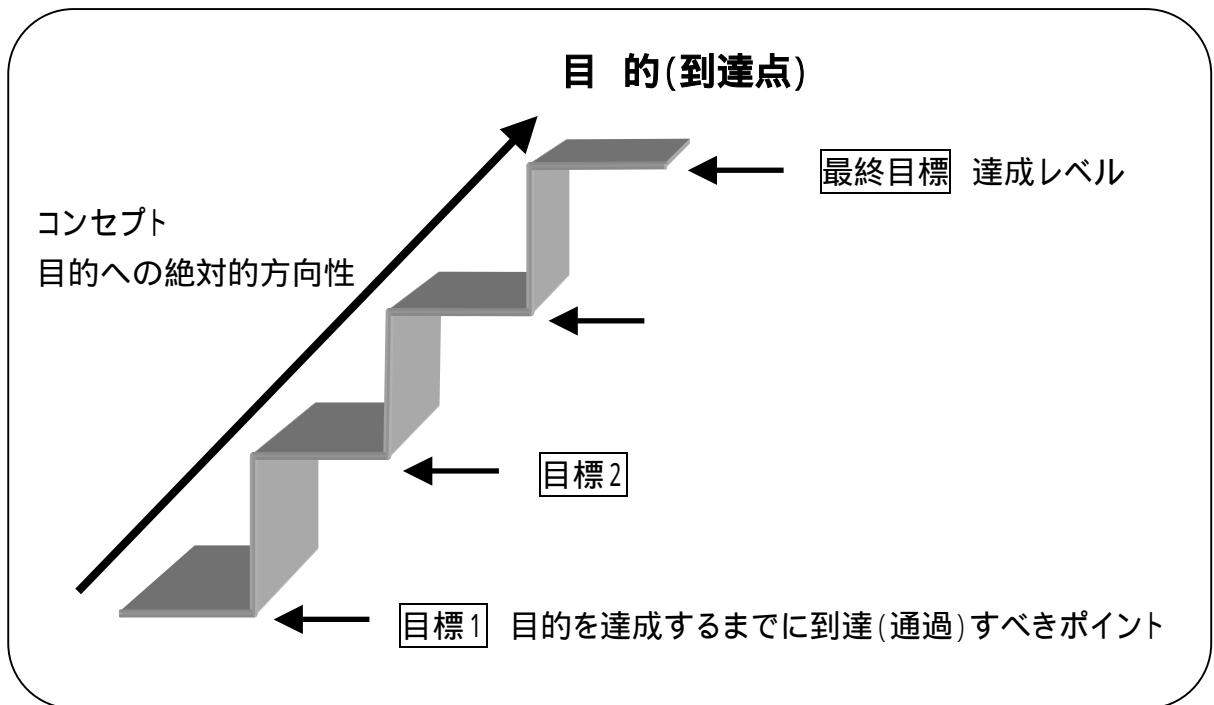 目 的(到達点)
最終目標 達成レベル
コンセプト
目的への絶対的方向性
目標2
目標1 目的を達成するまでに到達(通過)すべきポイント